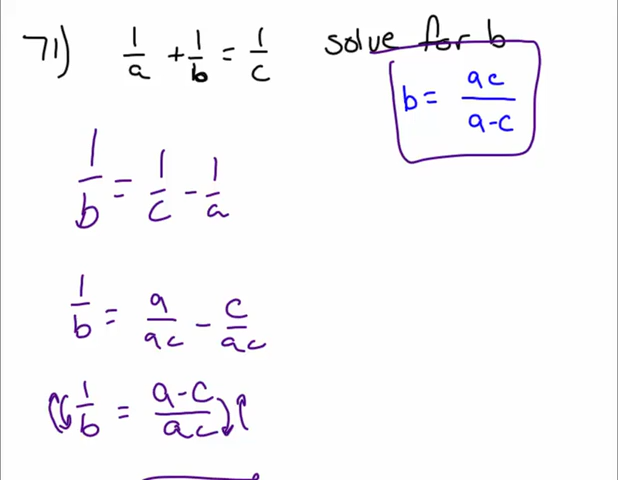 71) 1/a + 1/b = 1/c solve for b
b = ac/a-c
1/b = 1/c - 1/a
1/b = a/ac - c/ac
1/b = a-c/ac